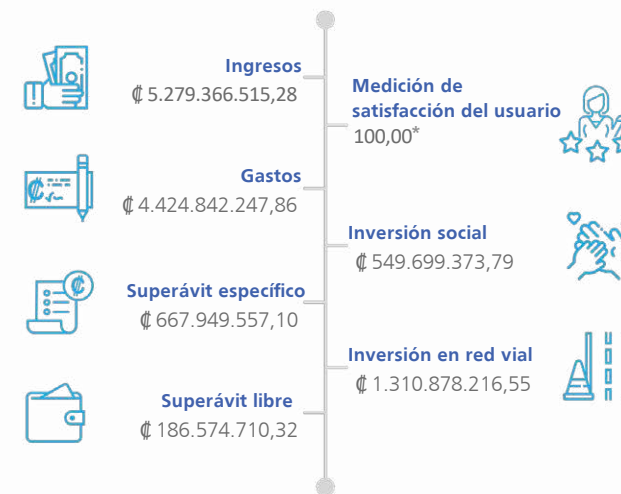 Ingresos
₡ 5.279.366.515,28
Gastos
₡ 4.424.842.247,86
Superávit específico
₡ 667.949.557,10
Superávit libre
₡ 186.574.710,32
Medición de
satisfacción del usuario
100,00*
Inversión social
₡ 549.699.373,79
Inversión en red vial
₡ 1.310.878.216,55